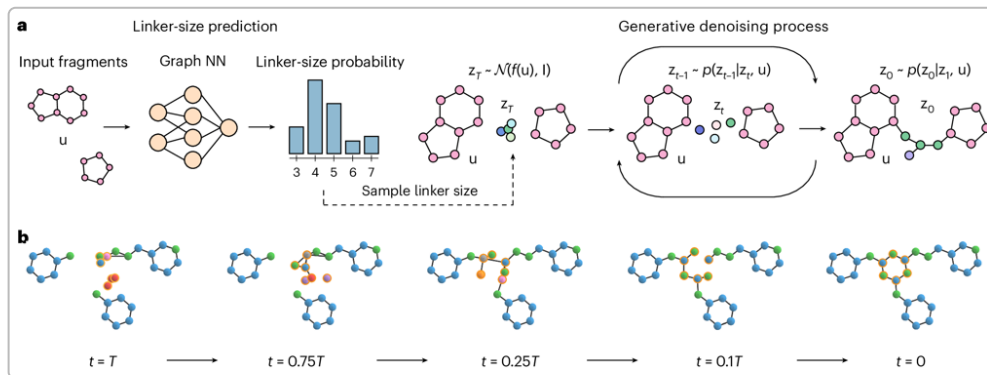 a
Linker-size prediction
Generative denoising process
Input fragments
Graph NN
Linker-size probability
u
3 4 5 6 7
Sample linker size
z_T ~ N(f(u), I)
z_T
u
z_{t−1} ~ p(z_{t−1}|z_t, u)
z_t
u
z_0 ~ p(z_0|z_1, u)
z_0
u
b
t = T
t = 0.75T
t = 0.25T
t = 0.1T
t = 0